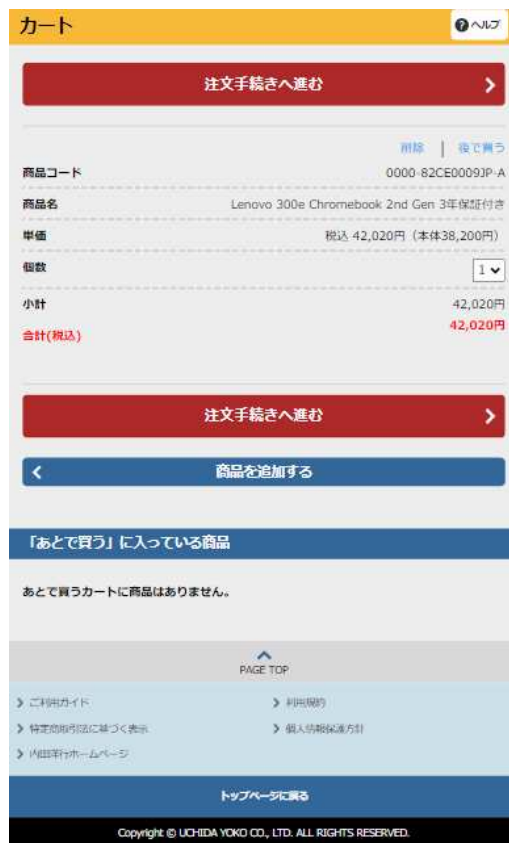 カート
ヘルプ
注文手続きへ進む
削除 | 後で買う
商品コード 0000-82CE0009JP-A
商品名 Lenovo 300e Chromebook 2nd Gen 3年保証付き
単価 税込 42,020円（本体38,200円）
個数 1
小計 42,020円
合計(税込) 42,020円
注文手続きへ進む
商品を追加する
「あとで買う」に入っている商品
あとで買うカートに商品はありません。
PAGE TOP
ご利用ガイド 利用規約
特定商取引法に基づく表示 個人情報保護方針
内田洋行ホームページ
トップページに戻る
Copyright © UCHIDA YOKO CO., LTD. ALL RIGHTS RESERVED.